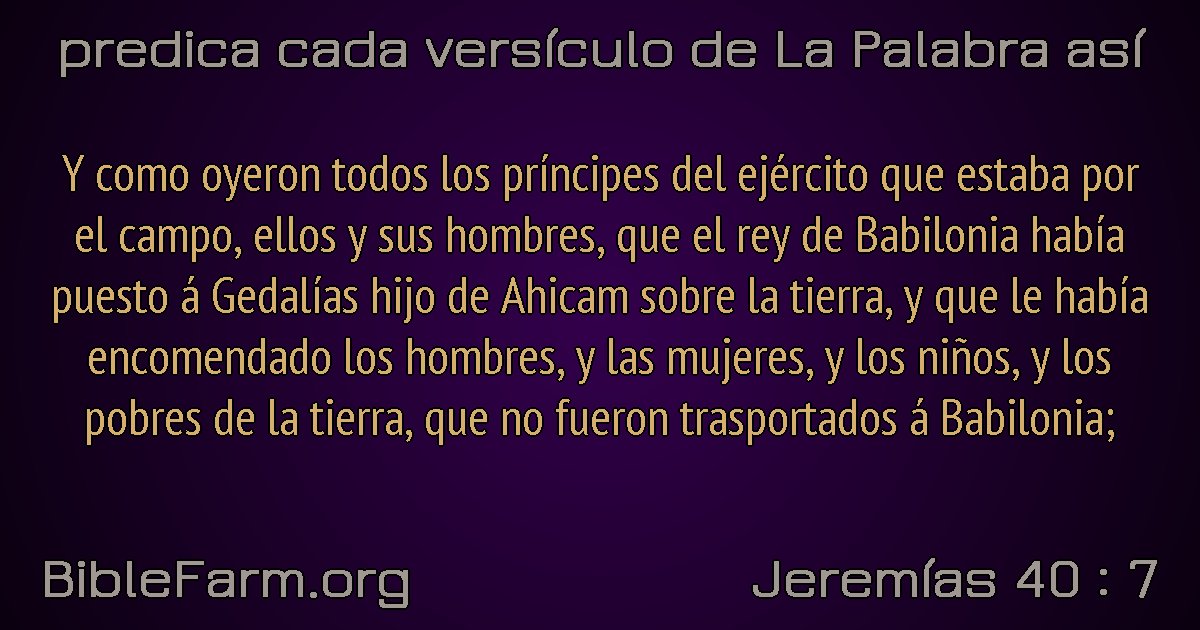 predica cada versículo de La Palabra así
Y como oyeron todos los príncipes del ejército que estaba por
el campo, ellos y sus hombres, que el rey de Babilonia había
puesto á Gedalías hijo de Ahicam sobre la tierra, y que le había
encomendado los hombres, y las mujeres, y los niños, y los
pobres de la tierra, que no fueron trasportados á Babilonia;
BibleFarm.org
Jeremías 40 : 7